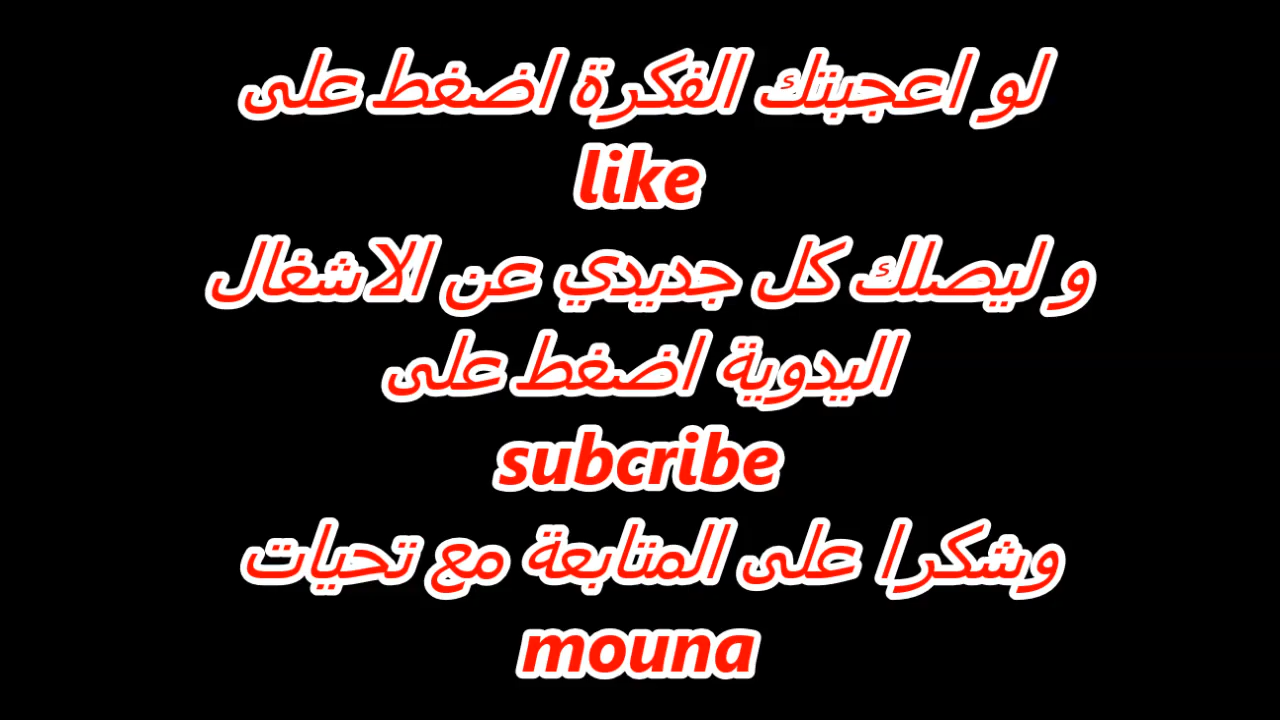 لو اعجبتك الفكرة اضغط على
like
و ليصلك كل جديدي عن الاشغال
اليدوية اضغط على
subcribe
وشكرا على المتابعة مع تحيات
mouna